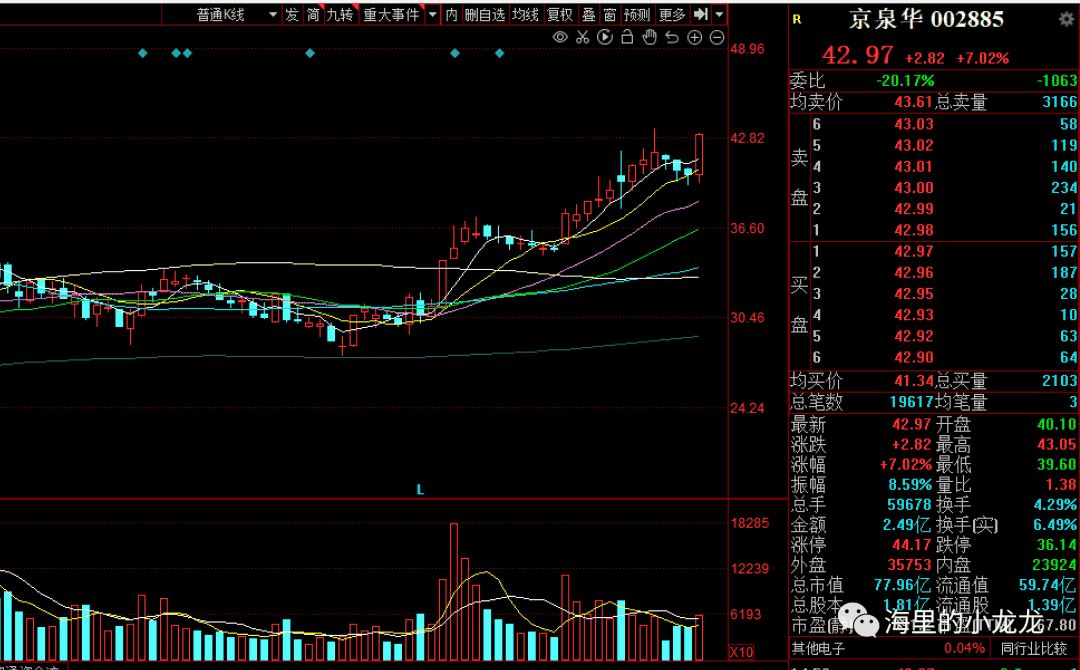 普通K线 发 简 九转 重大事件 内 删自选 均线 复权 叠 窗 预测 更多
48.96
42.82
36.60
30.46
24.24
L
18285
12239
6193
X10
R 京泉华 002885
42.97 +2.82 +7.02%
委比 -20.17% -1063
均卖价 43.61 总卖量 3166
卖盘
6 43.03 58
5 43.02 119
4 43.01 140
3 43.00 234
2 42.99 21
1 42.98 156
买盘
1 42.97 157
2 42.96 187
3 42.95 28
4 42.93 10
5 42.92 63
6 42.90 64
均买价 41.34 总买量 2103
总笔数 19617 均笔量 3
最新 42.97 开盘 40.10
涨跌 +2.82 最高 43.05
涨幅 +7.02% 最低 39.60
振幅 8.59% 量比 1.38
总手 59678 换手 4.29%
金额 2.49亿 换手(实) 6.49%
涨停 44.17 跌停 36.14
外盘 35753 内盘 23924
总市值 77.96亿 流通值 59.74亿
总股本 1.81亿 流通股 1.39亿
市盈(静) 67.80
海里的小龙龙
其他电子 0.04% 同行业比较